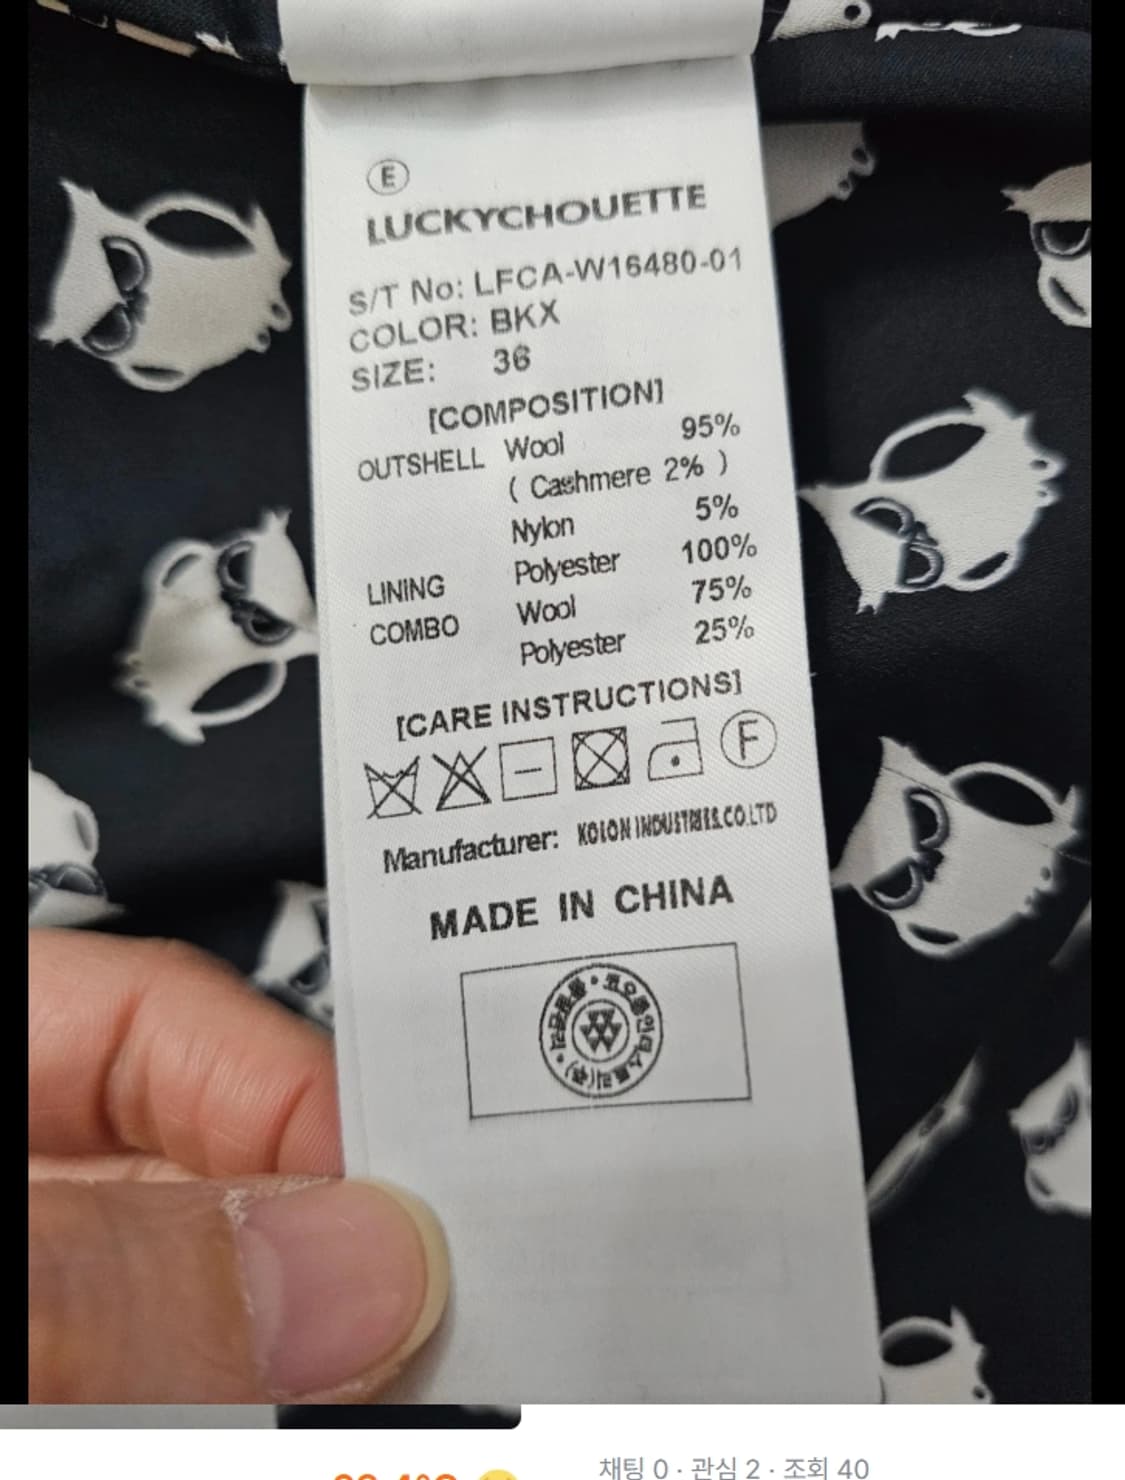 E
LUCKYCHOUETTE
S/T No: LFCA-W16480-01
COLOR: BKX
SIZE: 36
[COMPOSITION]
OUTSHELL Wool 95%
( Cashmere 2% )
Nylon 5%
LINING Polyester 100%
COMBO Wool 75%
Polyester 25%
[CARE INSTRUCTIONS]
F
Manufacturer: KOLON INDUSTRIES.CO.LTD
MADE IN CHINA
채팅 0 · 관심 2 · 조회 40